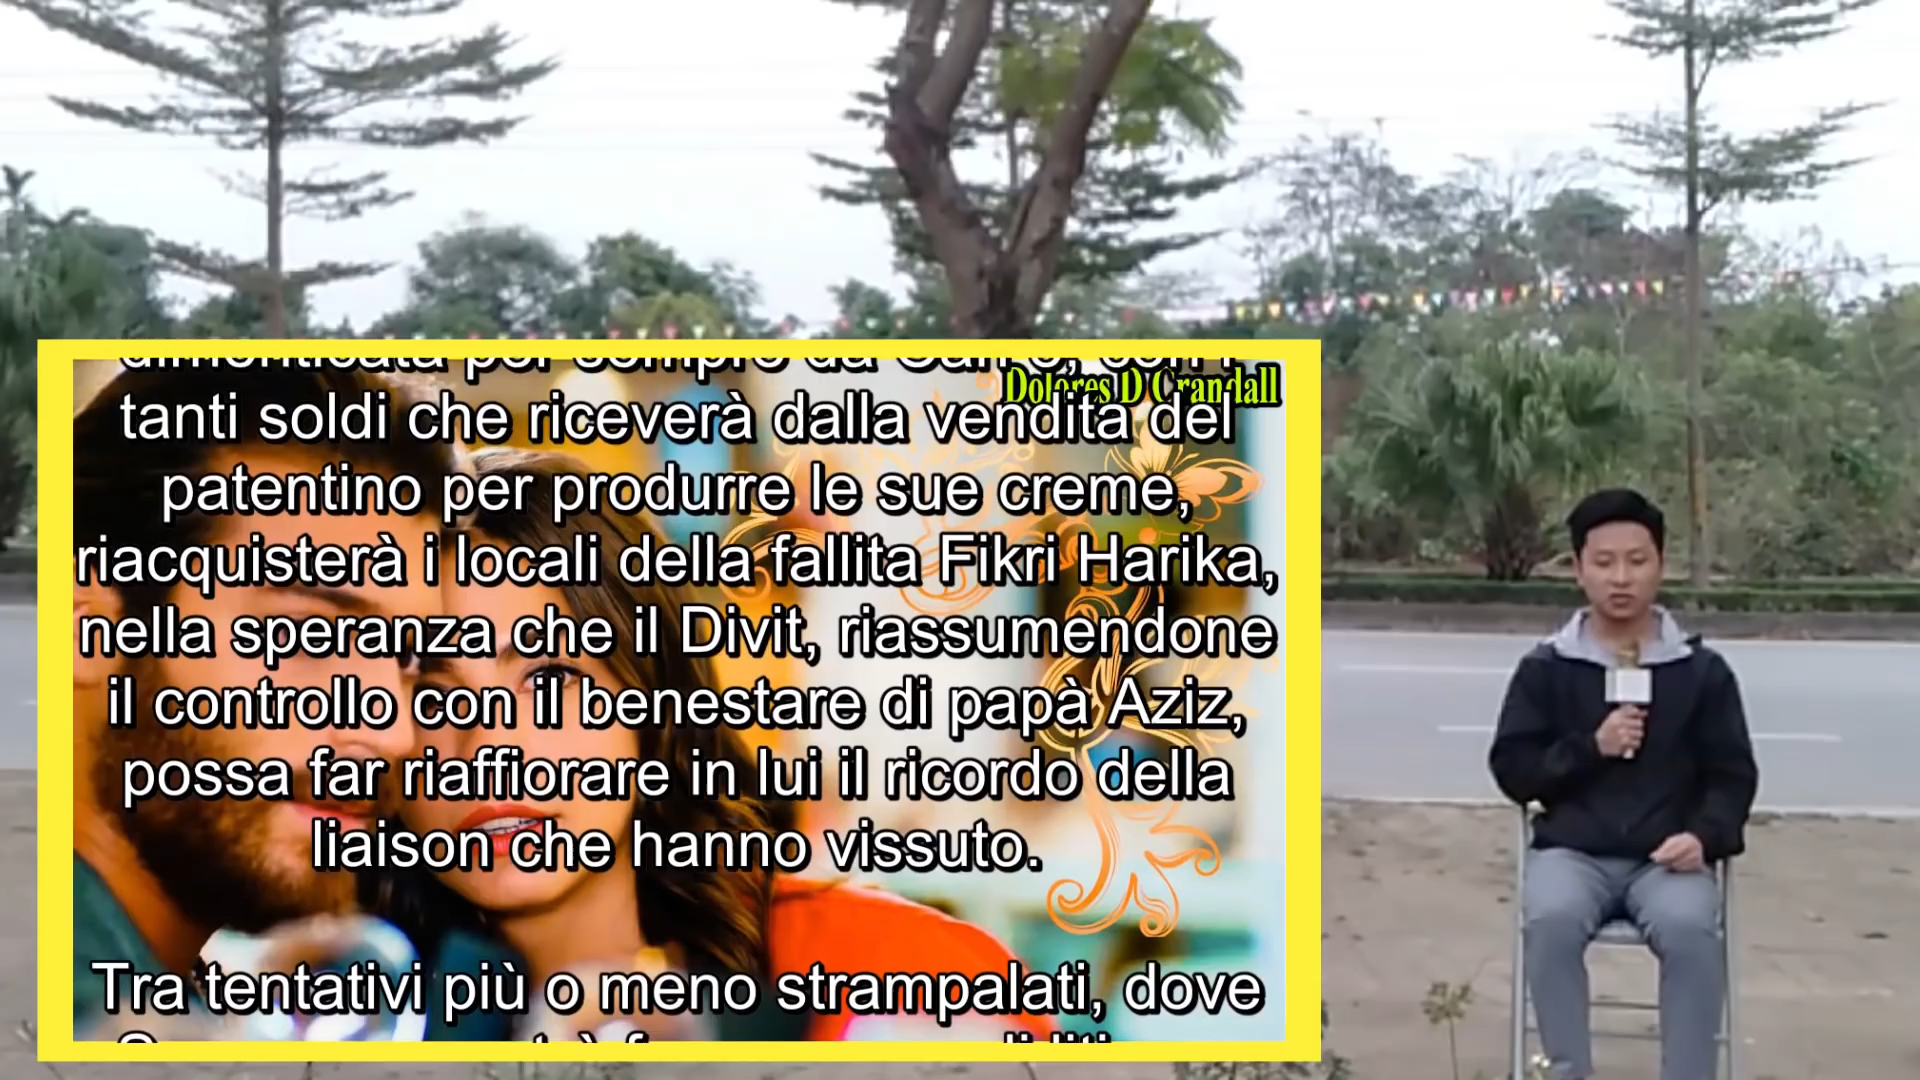 Dolores D Crandall
tanti soldi che riceverà dalla vendita del
patentino per produrre le sue creme,
riacquisterà i locali della fallita Fikri Harika,
nella speranza che il Divit, riassumendone
il controllo con il benestare di papà Aziz,
possa far riaffiorare in lui il ricordo della
liaison che hanno vissuto.
Tra tentativi più o meno strampalati, dove